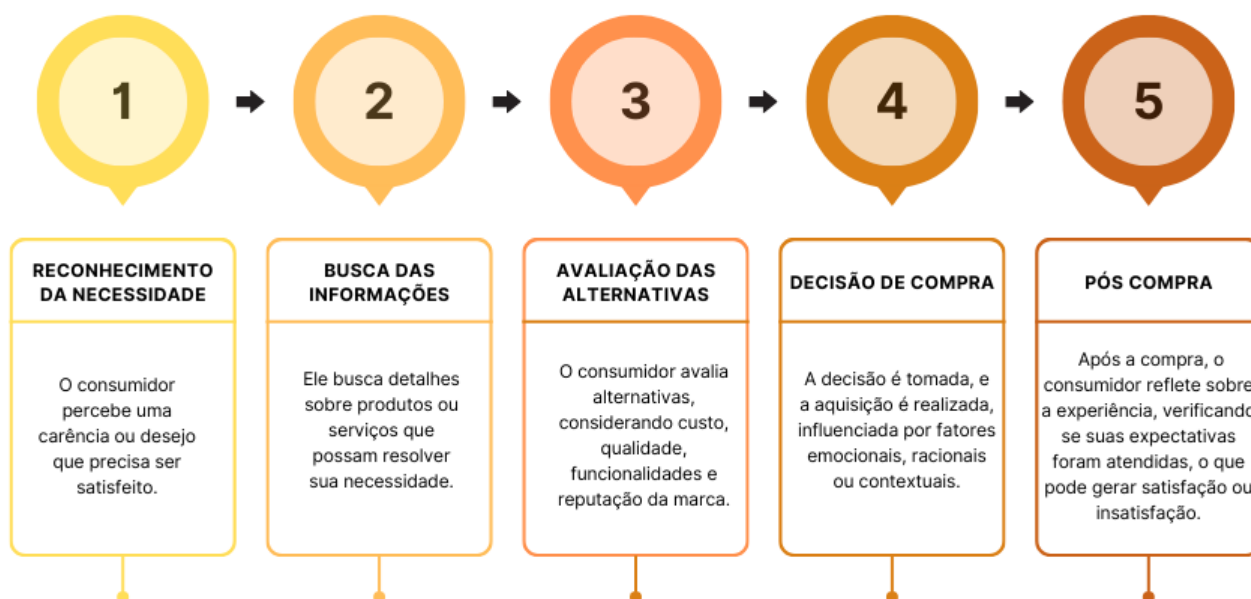 1
2
3
4
5
RECONHECIMENTO
DA NECESSIDADE
O consumidor
percebe uma
carência ou desejo
que precisa ser
satisfeito.
BUSCA DAS
INFORMAÇÕES
Ele busca detalhes
sobre produtos ou
serviços que
possam resolver
sua necessidade.
AVALIAÇÃO DAS
ALTERNATIVAS
O consumidor avalia
alternativas,
considerando custo,
qualidade,
funcionalidades e
reputação da marca.
DECISÃO DE COMPRA
A decisão é tomada, e
a aquisição é realizada,
influenciada por fatores
emocionais, racionais
ou contextuais.
PÓS COMPRA
Após a compra, o
consumidor reflete sobre
a experiência, verificando
se suas expectativas
foram atendidas, o que
pode gerar satisfação ou
insatisfação.